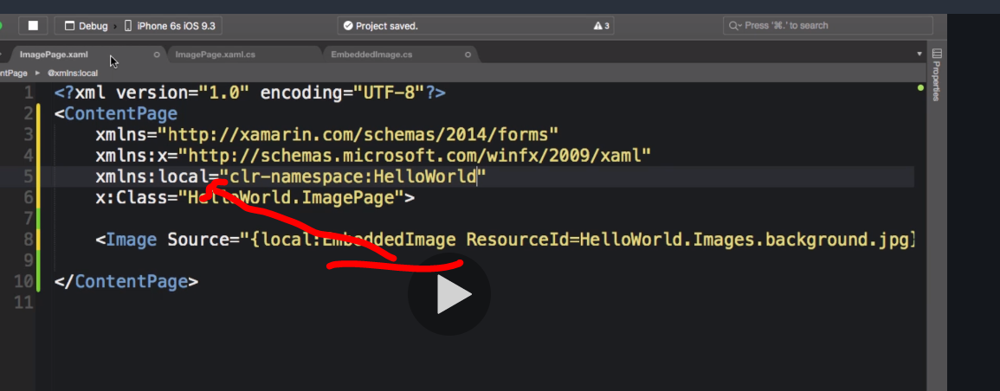 Debug › iPhone 6s iOS 9.3
Project saved.
3
Press '⌘.' to search
ImagePage.xaml
ImagePage.xaml.cs
EmbeddedImage.cs
Properties
ntPage ▸ @xmlns:local
1 <?xml version="1.0" encoding="UTF-8"?>
2 <ContentPage
3 xmlns="http://xamarin.com/schemas/2014/forms"
4 xmlns:x="http://schemas.microsoft.com/winfx/2009/xaml"
5 xmlns:local="clr-namespace:HelloWorld"
6 x:Class="HelloWorld.ImagePage">
7
8 <Image Source="{local:EmbeddedImage ResourceId=HelloWorld.Images.background.jpg}
9
10 </ContentPage>
11